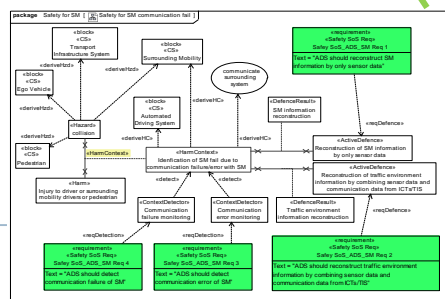 package Safety for SM [ Safety for SM communication fail ]
«block»
«CS»
Transport
Infrastructure System
«block»
«CS»
Surrounding Mobility
«requirement»
«Safety SoS Req»
Safey SoS_ADS_SM Req 1
Text = "ADS should reconstruct SM
information by only sensor data"
«block»
«CS»
Ego Vehicle
«deriveHzd»
«deriveHzd»
«deriveHzd»
communicate
surrounding
system
«block»
«CS»
Automated
Driving System
«DefenceResult»
SM information
reconstruction
«reqDefence»
«deriveHzd»
«Hazard»
collision
«deriveHC»
«deriveHC»
«deriveHC»
«block»
«CS»
Pedestrian
«deriveHzd»
«HarmContext»
«HarmContext»
Identification of SM fail due to
communication failure/error with SM
«ActiveDefence»
Reconstruction of SM information
by only sensor data
«Harm»
Injury to driver or surrounding
mobility drivers or pedestrian
«detect»
«detect»
«ActiveDefence»
Reconstruction of traffic environment
information by combining sensor data and
communication data from ICTs/TIS
«ContextDetector»
Communication
failure monitoring
«ContextDetector»
Communication
error monitoring
«DefenceResult»
Traffic environment
information reconstruction
«reqDefence»
«reqDetection»
«reqDetection»
«requirement»
«Safety SoS Req»
Safey SoS_ADS_SM Req 4
Text = "ADS should detect
communication failure of SM"
«requirement»
«Safety SoS Req»
Safey SoS_ADS_SM Req 3
Text = "ADS should detect
communication error of SM"
«requirement»
«Safety SoS Req»
Safey SoS_ADS_SM Req 2
Text = "ADS should reconstruct traffic environment
information by combining sensor data and
communication data from ICTs/TIS"